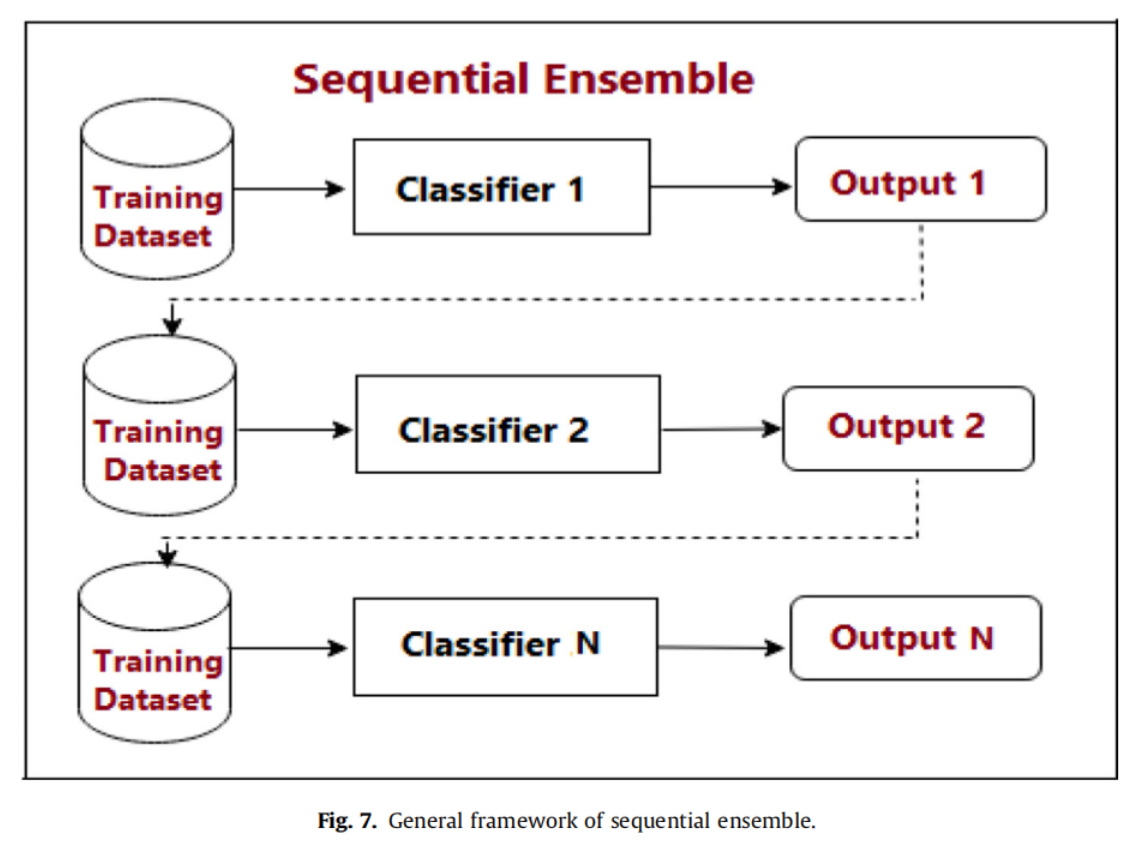 Sequential Ensemble
Training
Dataset
Classifier 1
Output 1
Training
Dataset
Classifier 2
Output 2
Training
Dataset
Classifier N
Output N
Fig. 7. General framework of sequential ensemble.